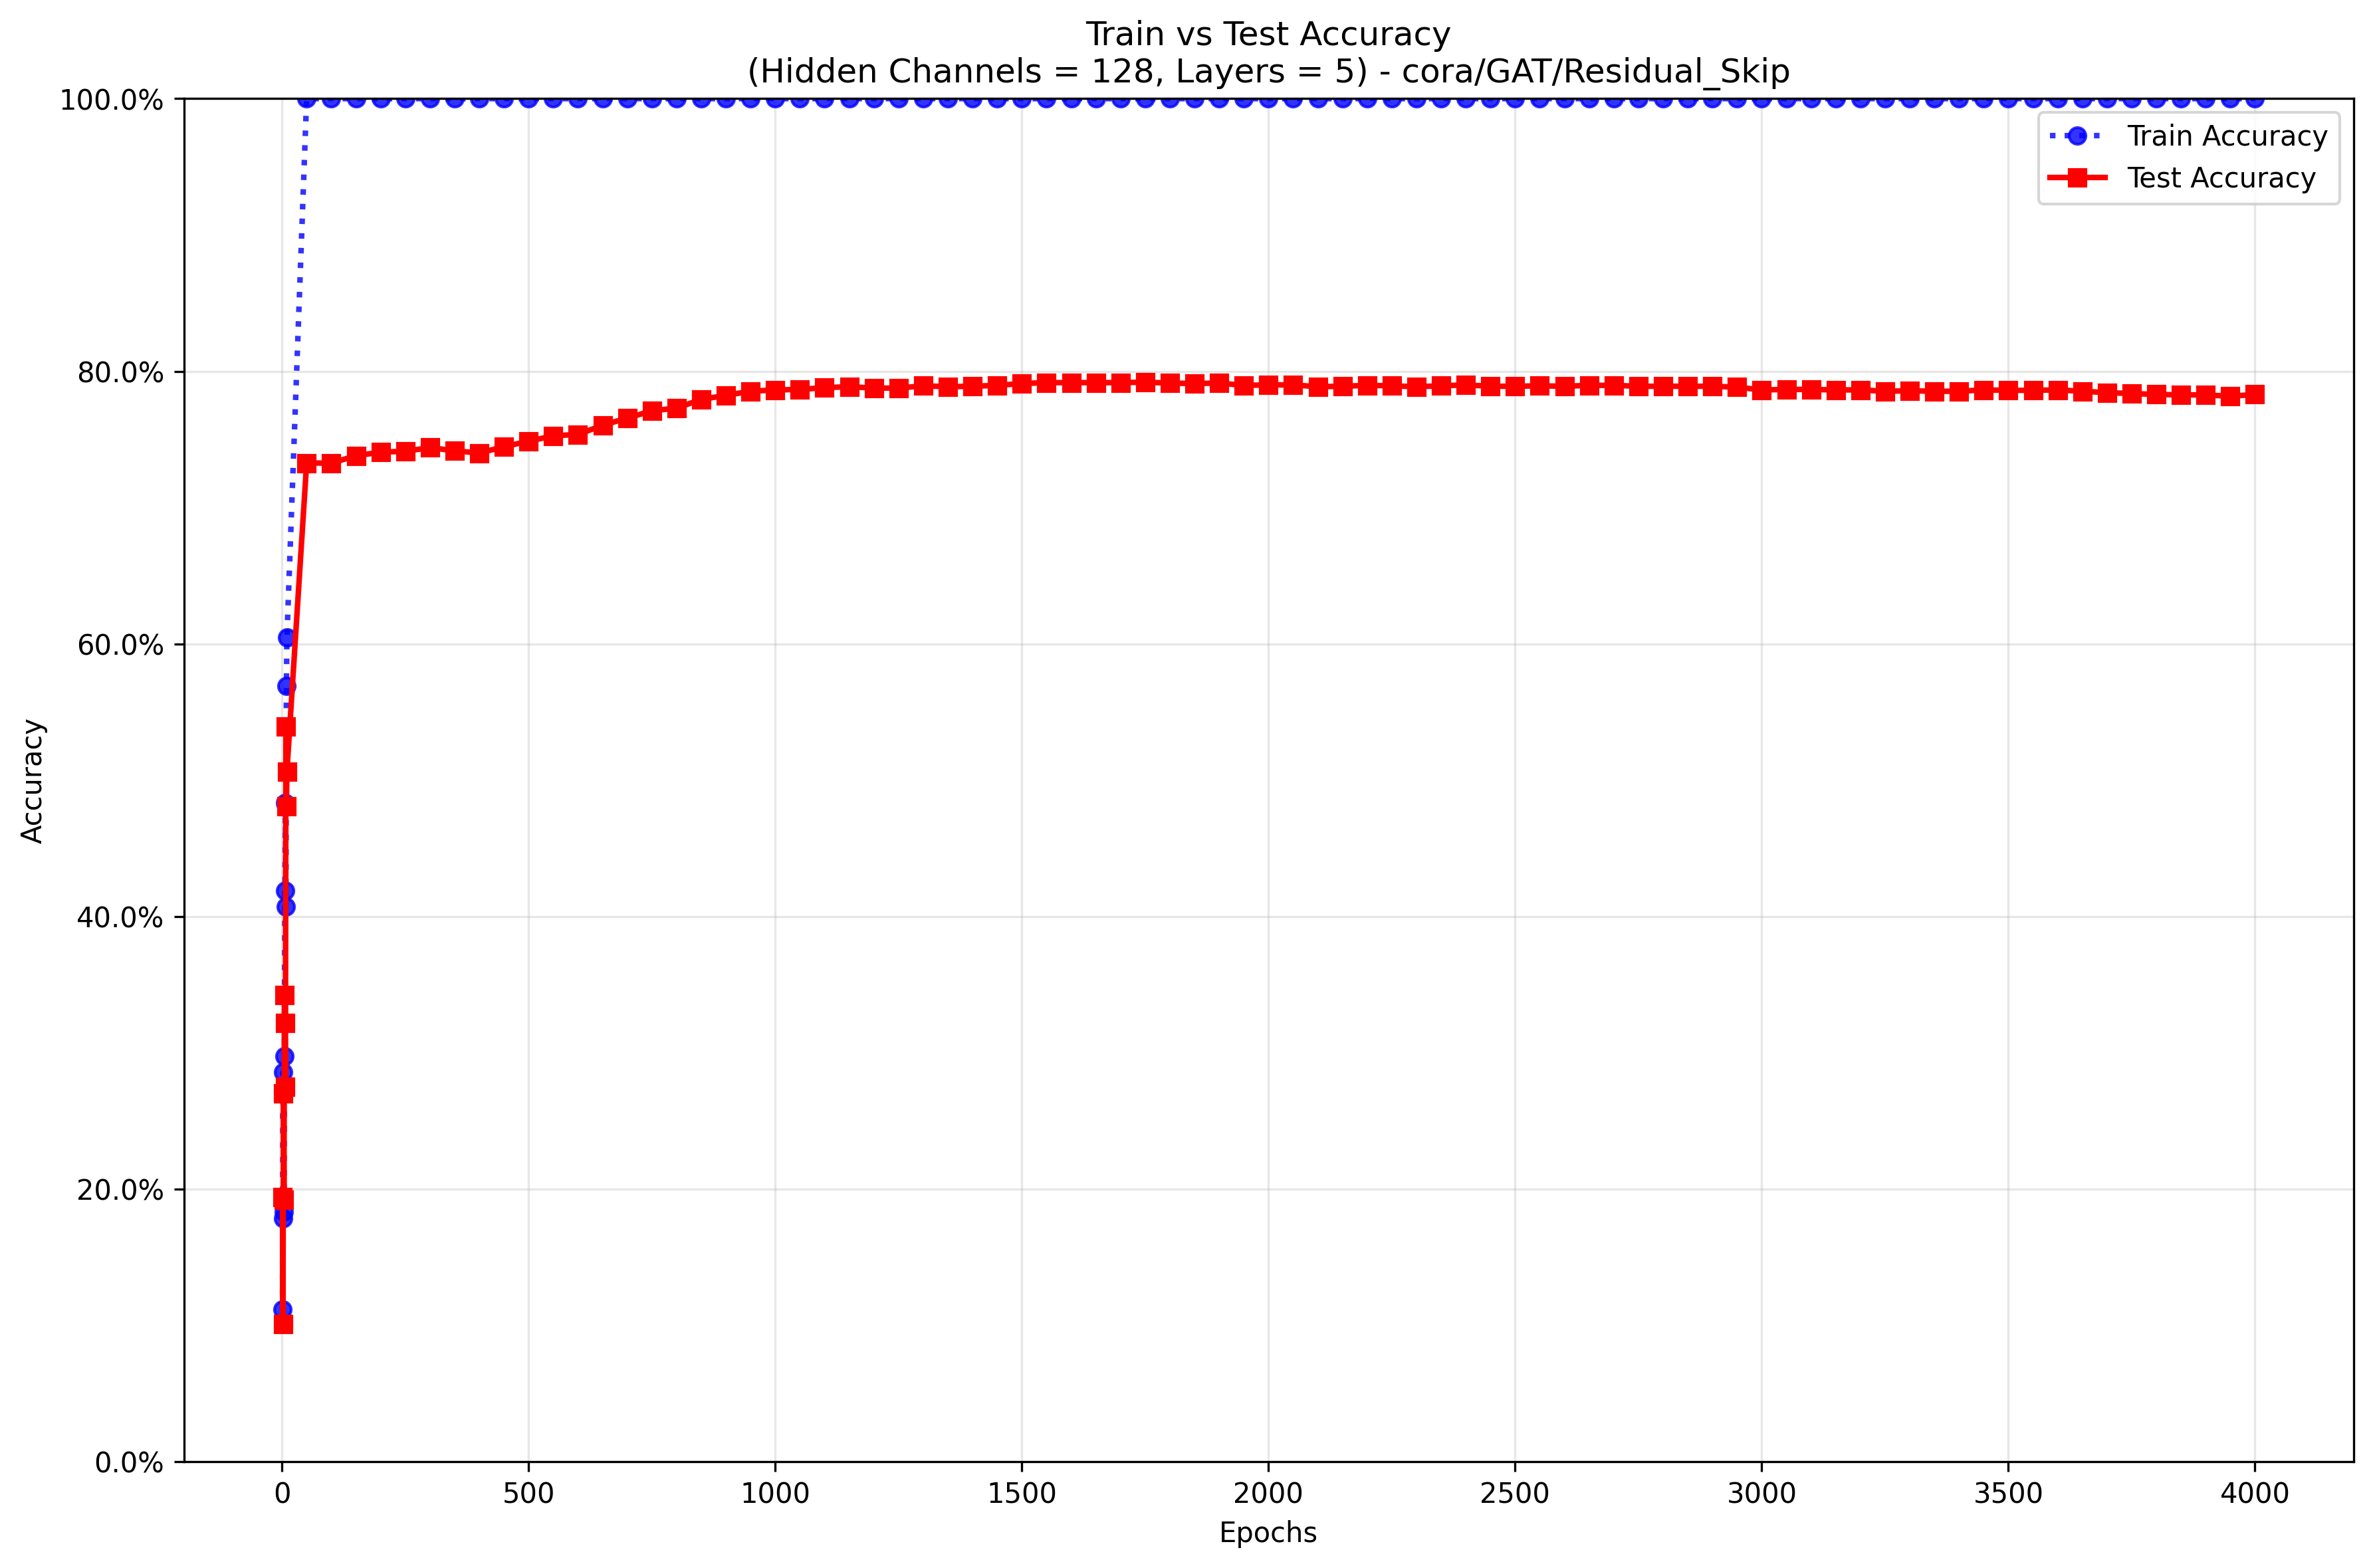 Train vs Test Accuracy
(Hidden Channels = 128, Layers = 5) - cora/GAT/Residual_Skip
100.0%
80.0%
60.0%
40.0%
20.0%
0.0%
Accuracy
Train Accuracy
Test Accuracy
0 500 1000 1500 2000 2500 3000 3500 4000
Epochs